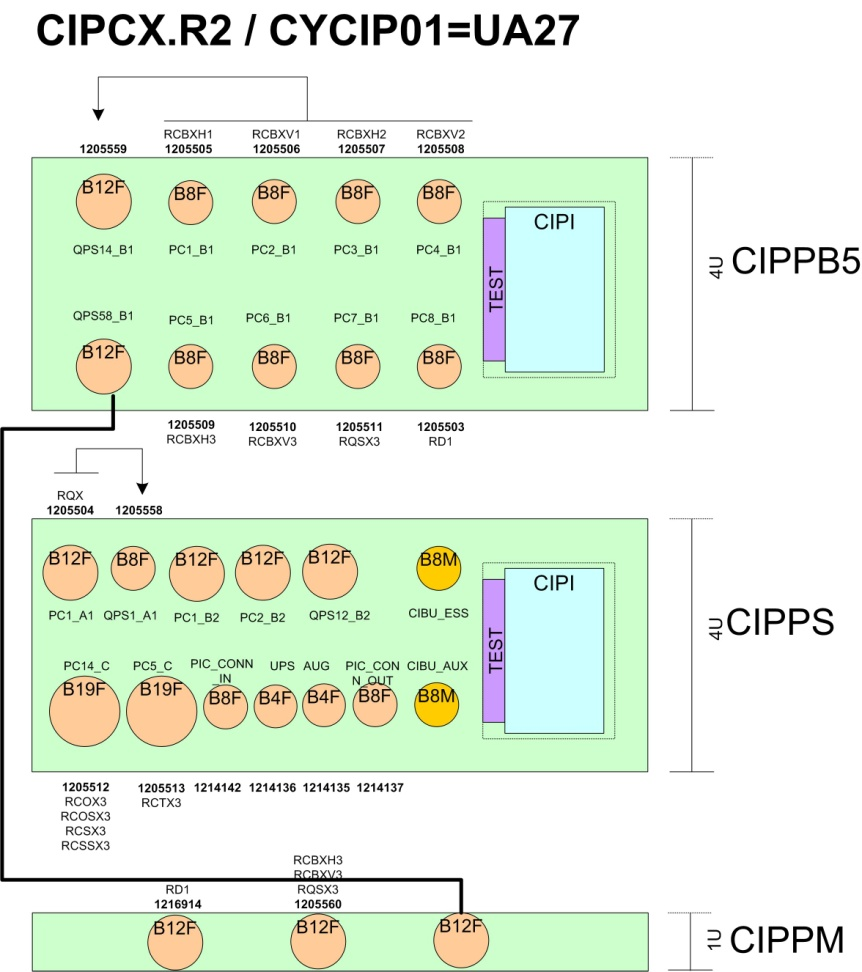 CIPCX.R2 / CYCIP01=UA27
RCBXH1 RCBXV1 RCBXH2 RCBXV2
1205559 1205505 1205506 1205507 1205508
B12F B8F B8F B8F B8F
CIPI
QPS14_B1 PC1_B1 PC2_B1 PC3_B1 PC4_B1
TEST
4U
CIPPB5
QPS58_B1 PC5_B1 PC6_B1 PC7_B1 PC8_B1
B12F B8F B8F B8F B8F
1205509 1205510 1205511 1205503
RCBXH3 RCBXV3 RQSX3 RD1
RQX
1205504 1205558
B12F B8F B12F B12F B12F B8M
CIPI
PC1_A1 QPS1_A1 PC1_B2 PC2_B2 QPS12_B2 CIBU_ESS
TEST
4U
CIPPS
PC14_C PC5_C PIC_CONN UPS AUG PIC_CON CIBU_AUX
_IN N_OUT
B19F B19F B8F B4F B4F B8F B8M
1205512 1205513 1214142 1214136 1214135 1214137
RCOX3 RCTX3
RCOSX3
RCSX3
RCSSX3
RCBXH3
RCBXV3
RD1 RQSX3
1216914 1205560
B12F B12F B12F
1U
CIPPM